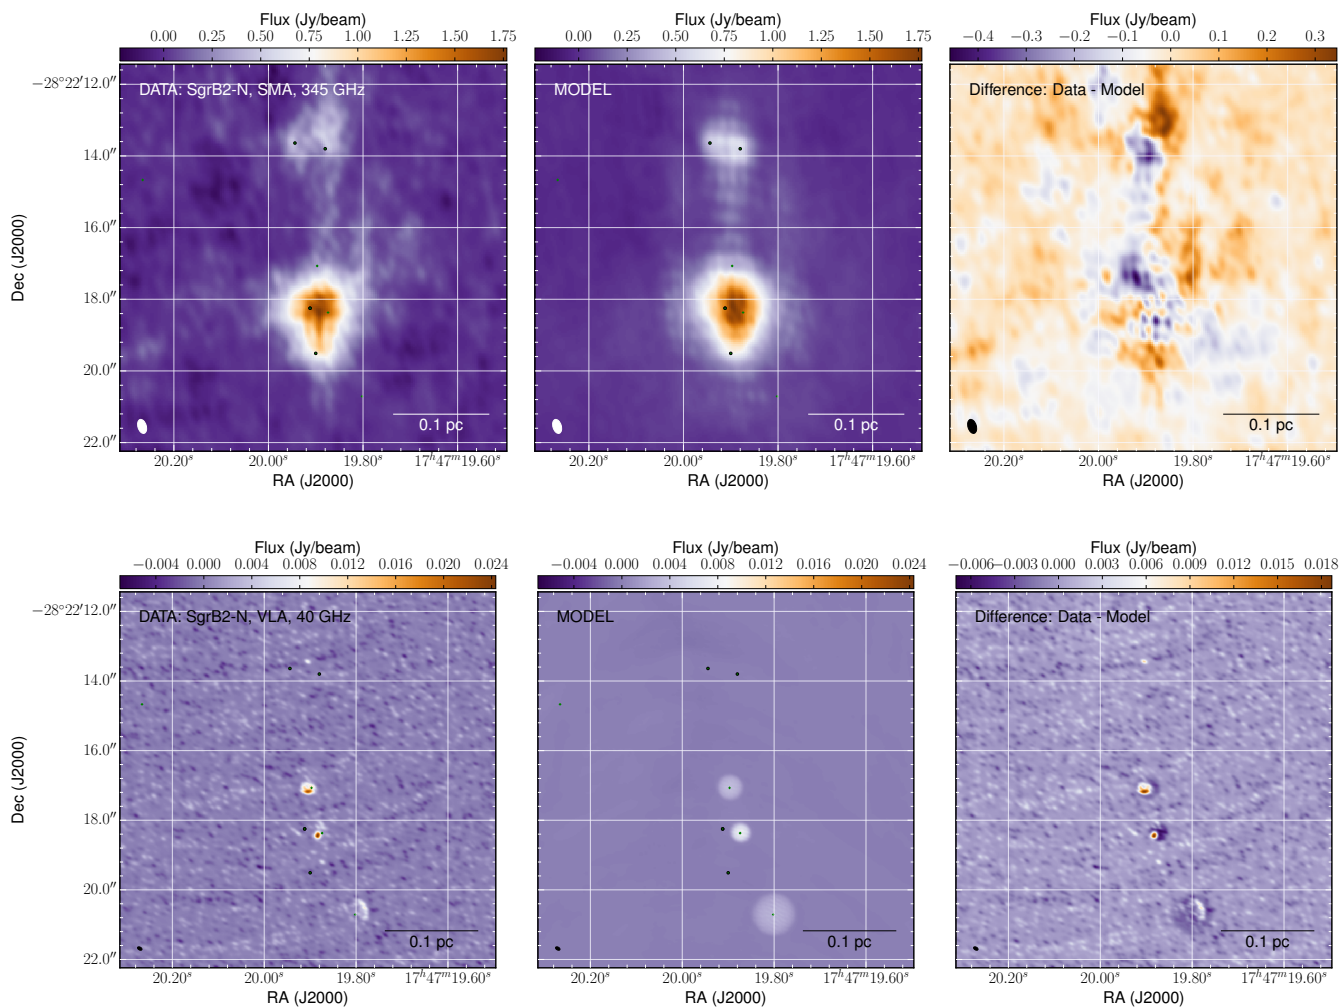 Flux (Jy/beam) Flux (Jy/beam) Flux (Jy/beam)
0.00 0.25 0.50 0.75 1.00 1.25 1.50 1.75 0.00 0.25 0.50 0.75 1.00 1.25 1.50 1.75 −0.4 −0.3 −0.2 −0.1 0.0 0.1 0.2 0.3
−28°22′12.0″ DATA: SgrB2-N, SMA, 345 GHz MODEL Difference: Data - Model
14.0″
16.0″
Dec (J2000)
18.0″
20.0″
0.1 pc 0.1 pc 0.1 pc
22.0″
20.20ˢ 20.00ˢ 19.80ˢ 17ʰ47ᵐ19.60ˢ 20.20ˢ 20.00ˢ 19.80ˢ 17ʰ47ᵐ19.60ˢ 20.20ˢ 20.00ˢ 19.80ˢ 17ʰ47ᵐ19.60ˢ
RA (J2000) RA (J2000) RA (J2000)
Flux (Jy/beam) Flux (Jy/beam) Flux (Jy/beam)
−0.004 0.000 0.004 0.008 0.012 0.016 0.020 0.024 −0.004 0.000 0.004 0.008 0.012 0.016 0.020 0.024 −0.006 −0.003 0.000 0.003 0.006 0.009 0.012 0.015 0.018
−28°22′12.0″ DATA: SgrB2-N, VLA, 40 GHz MODEL Difference: Data - Model
14.0″
16.0″
Dec (J2000)
18.0″
20.0″
0.1 pc 0.1 pc 0.1 pc
22.0″
20.20ˢ 20.00ˢ 19.80ˢ 17ʰ47ᵐ19.60ˢ 20.20ˢ 20.00ˢ 19.80ˢ 17ʰ47ᵐ19.60ˢ 20.20ˢ 20.00ˢ 19.80ˢ 17ʰ47ᵐ19.60ˢ
RA (J2000) RA (J2000) RA (J2000)